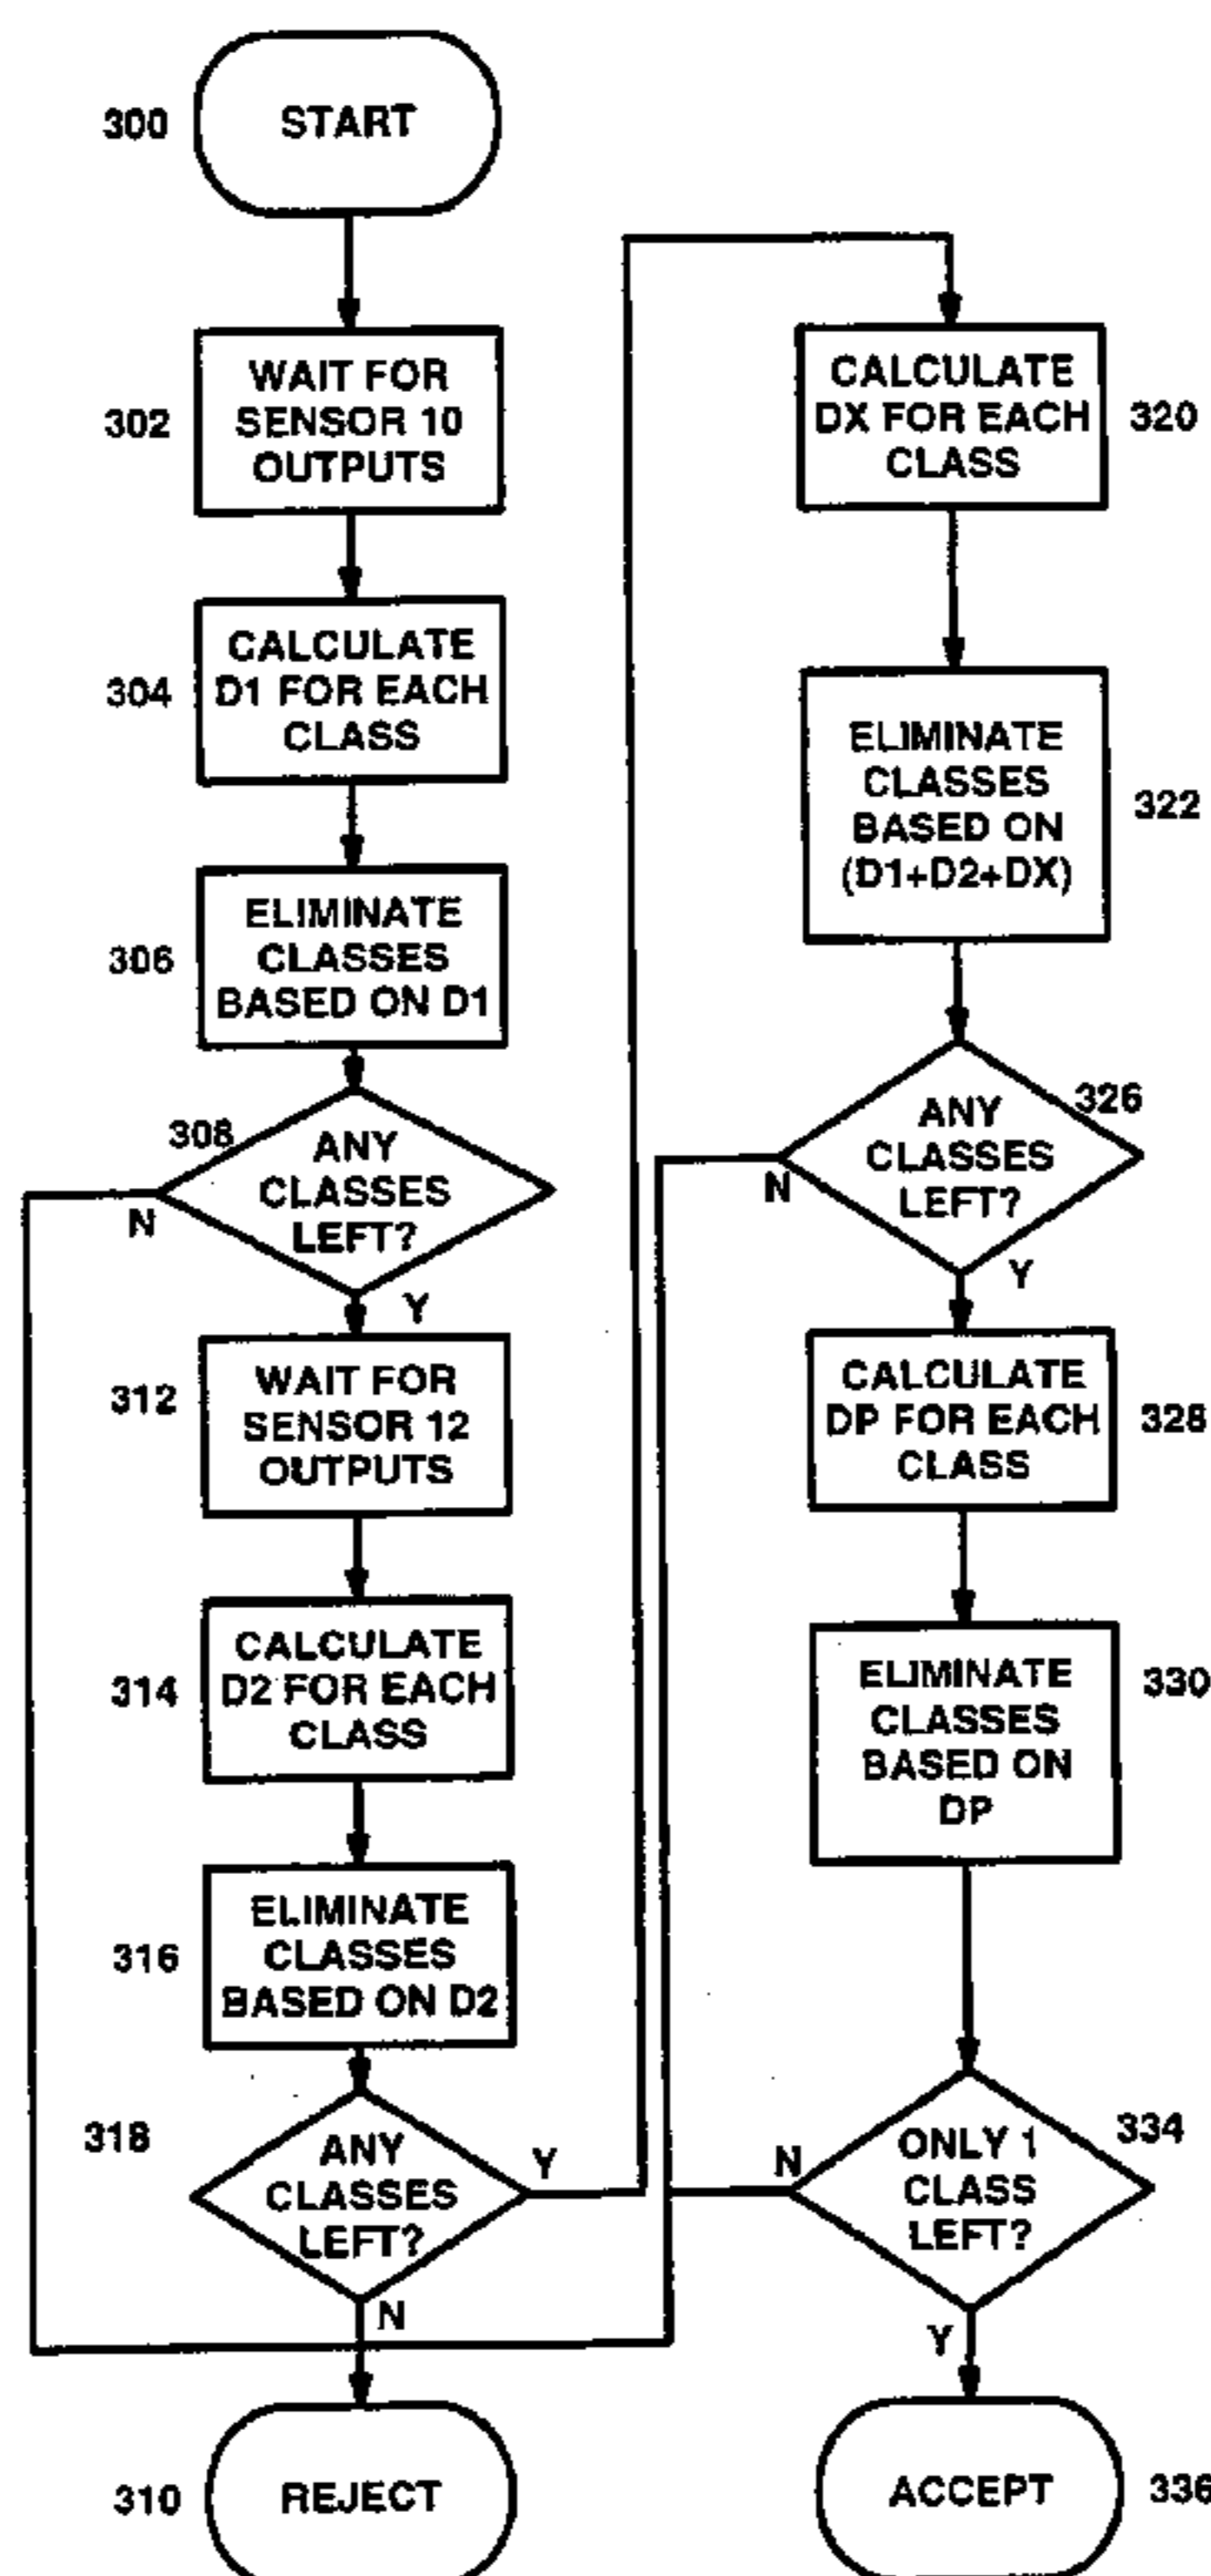 300
START
302
WAIT FOR
SENSOR 10
OUTPUTS
304
CALCULATE
D1 FOR EACH
CLASS
306
ELIMINATE
CLASSES
BASED ON D1
308
ANY
CLASSES
LEFT?
N
Y
312
WAIT FOR
SENSOR 12
OUTPUTS
314
CALCULATE
D2 FOR EACH
CLASS
316
ELIMINATE
CLASSES
BASED ON D2
318
ANY
CLASSES
LEFT?
Y
N
310
REJECT
CALCULATE
DX FOR EACH
CLASS
320
ELIMINATE
CLASSES
BASED ON
(D1+D2+DX)
322
326
ANY
CLASSES
LEFT?
N
Y
CALCULATE
DP FOR EACH
CLASS
328
ELIMINATE
CLASSES
BASED ON
DP
330
334
ONLY 1
CLASS
LEFT?
N
Y
ACCEPT
336